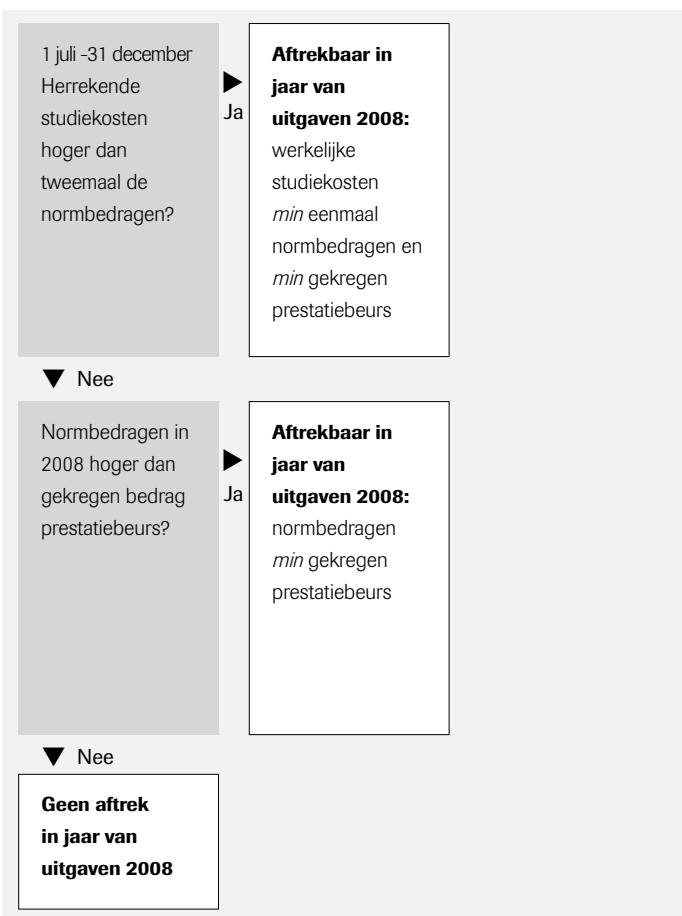 1 juli -31 december
Herrekende
studiekosten
hoger dan
tweemaal de
normbedragen?
Ja
Aftrekbaar in
jaar van
uitgaven 2008:
werkelijke
studiekosten
min eenmaal
normbedragen en
min gekregen
prestatiebeurs
Nee
Normbedragen in
2008 hoger dan
gekregen bedrag
prestatiebeurs?
Ja
Aftrekbaar in
jaar van
uitgaven 2008:
normbedragen
min gekregen
prestatiebeurs
Nee
Geen aftrek
in jaar van
uitgaven 2008